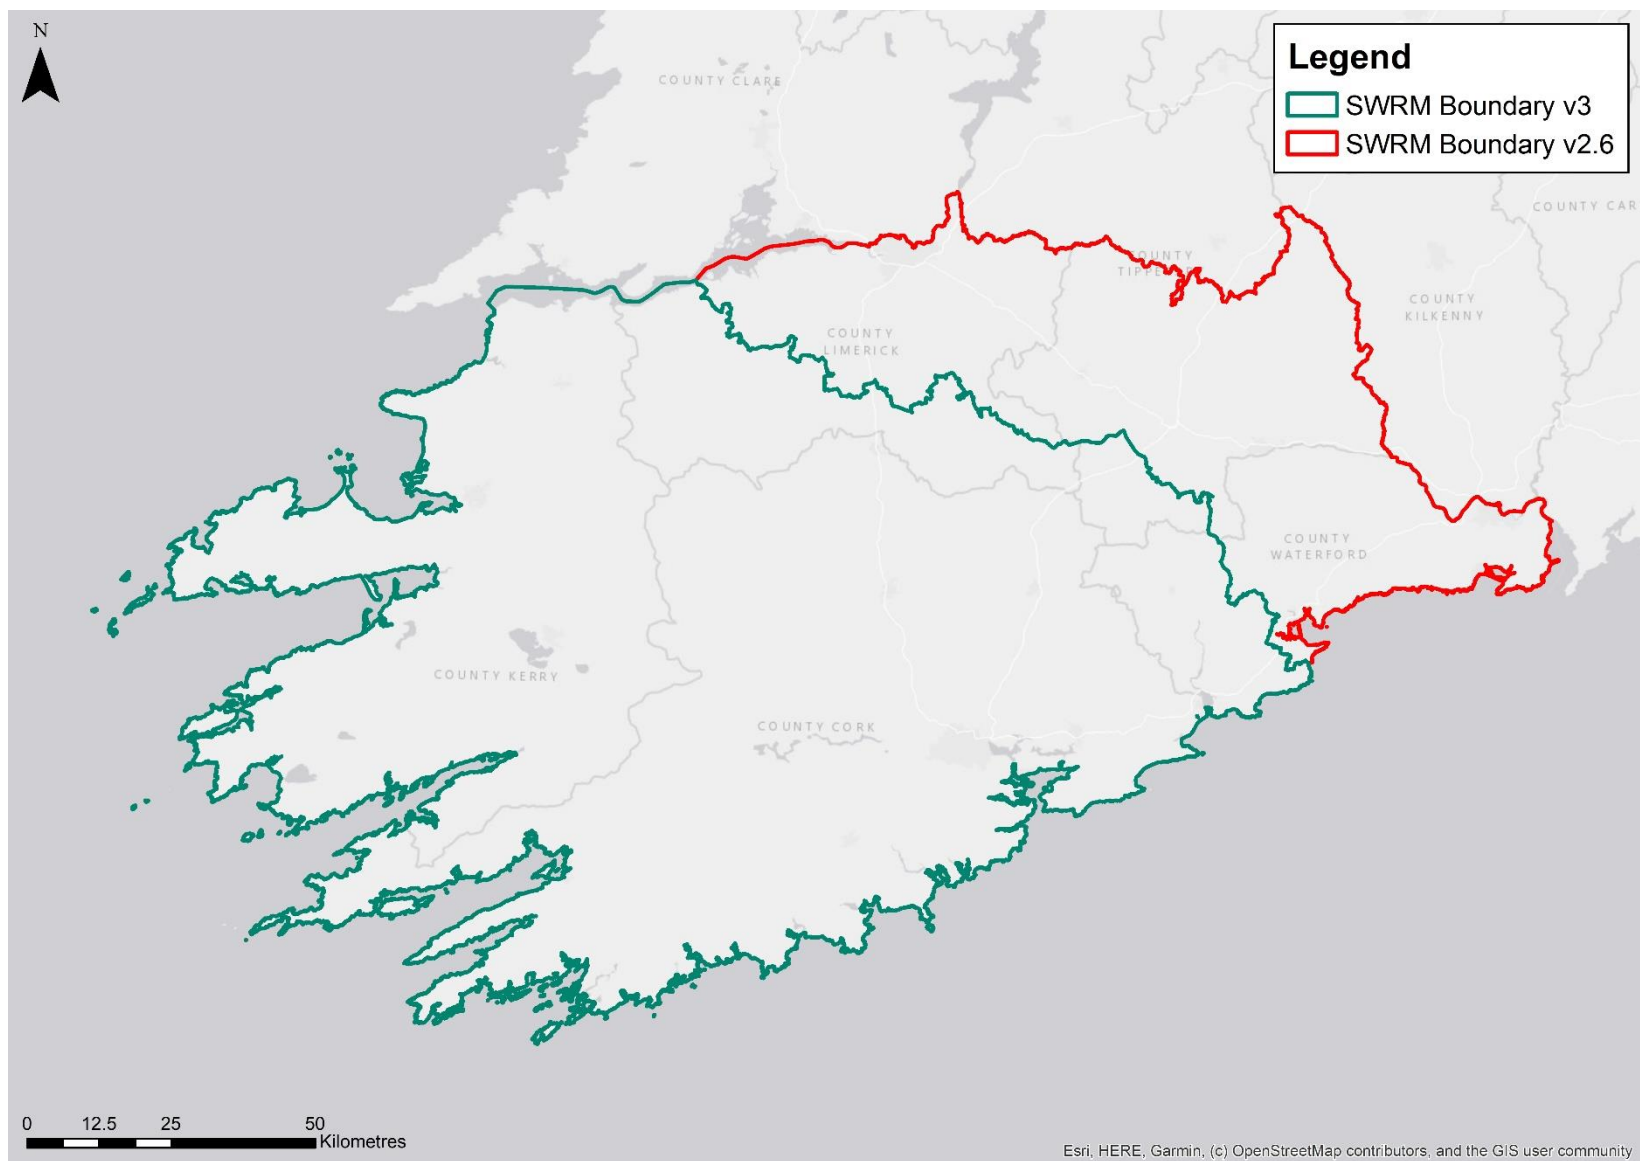 N
Legend
SWRM Boundary v3
SWRM Boundary v2.6
COUNTY CLARE
COUNTY CAR
COUNTY
TIPPE
COUNTY
KILKENNY
COUNTY
LIMERICK
COUNTY
WATERFORD
COUNTY KERRY
COUNTY CORK
0 12.5 25 50
Kilometres
Esri, HERE, Garmin, (c) OpenStreetMap contributors, and the GIS user community